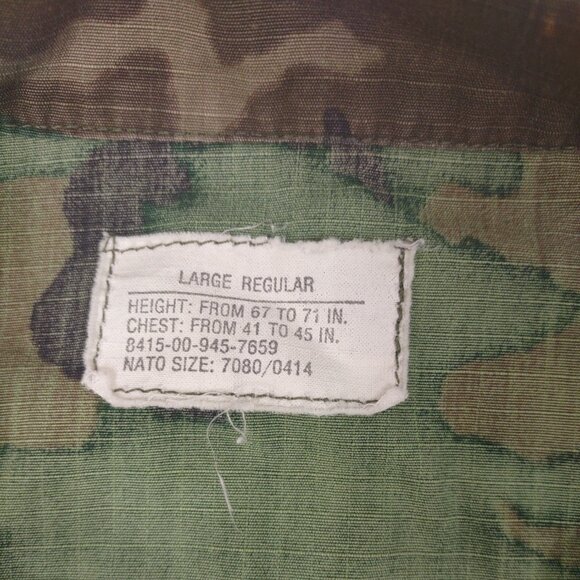 LARGE REGULAR
HEIGHT: FROM 67 TO 71 IN.
CHEST: FROM 41 TO 45 IN.
8415-00-945-7659
NATO SIZE: 7080/0414